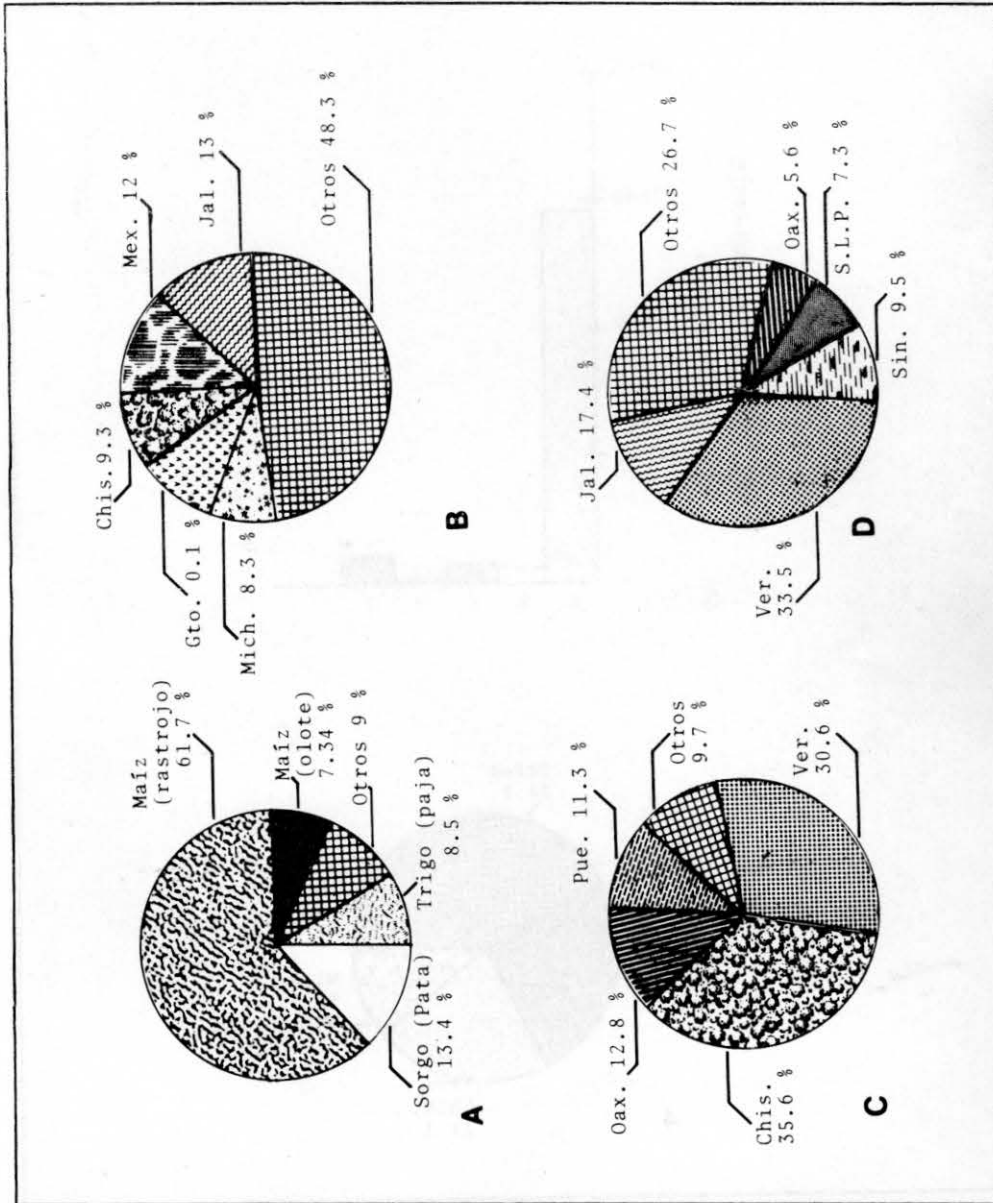 Maíz
(rastrojo)
61.7 %
Maíz
(olote)
7.34 %
Otros 9 %
Trigo (paja)
8.5 %
Sorgo (Pata)
13.4 %
A
Chis. 9.3 %
Mex. 12 %
Jal. 13 %
Otros 48.3 %
Gto. 0.1 %
Mich. 8.3 %
B
Pue. 11.3 %
Otros
9.7 %
Ver.
30.6 %
Oax. 12.8 %
Chis.
35.6 %
C
Jal. 17.4 %
Otros 26.7 %
Oax. 5.6 %
S.L.P. 7.3 %
Sin. 9.5 %
Ver.
33.5 %
D